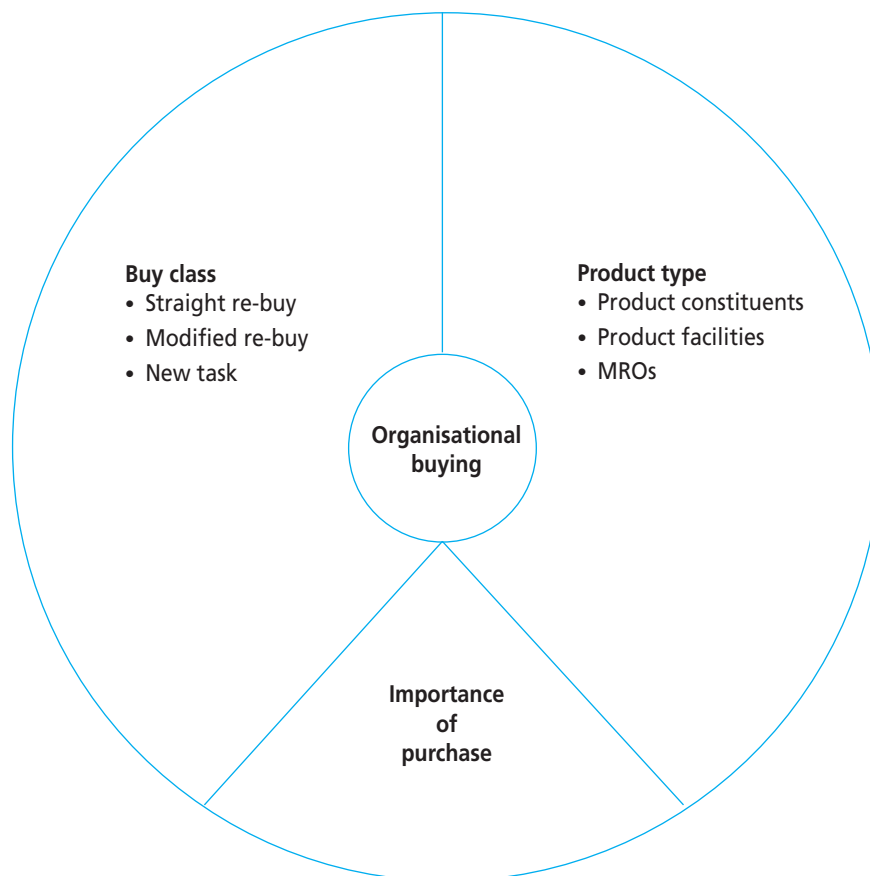 Buy class
• Straight re-buy
• Modified re-buy
• New task
Product type
• Product constituents
• Product facilities
• MROs
Organisational
buying
Importance
of
purchase